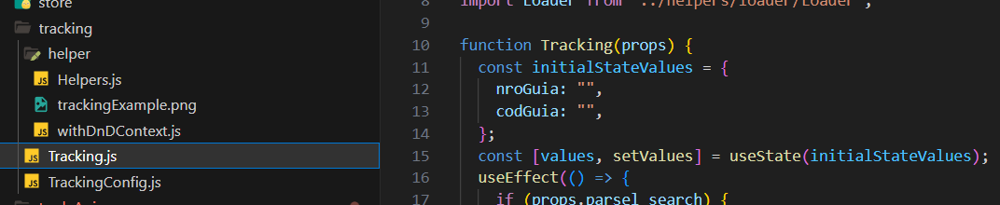 store
tracking
helper
Helpers.js
trackingExample.png
withDnDContext.js
Tracking.js
TrackingConfig.js
8 import Loader from "../helpers/loader/Loader";
9
10 function Tracking(props) {
11 const initialStateValues = {
12 nroGuia: "",
13 codGuia: "",
14 };
15 const [values, setValues] = useState(initialStateValues);
16 useEffect(() => {
17 if (props.parsel_search) {